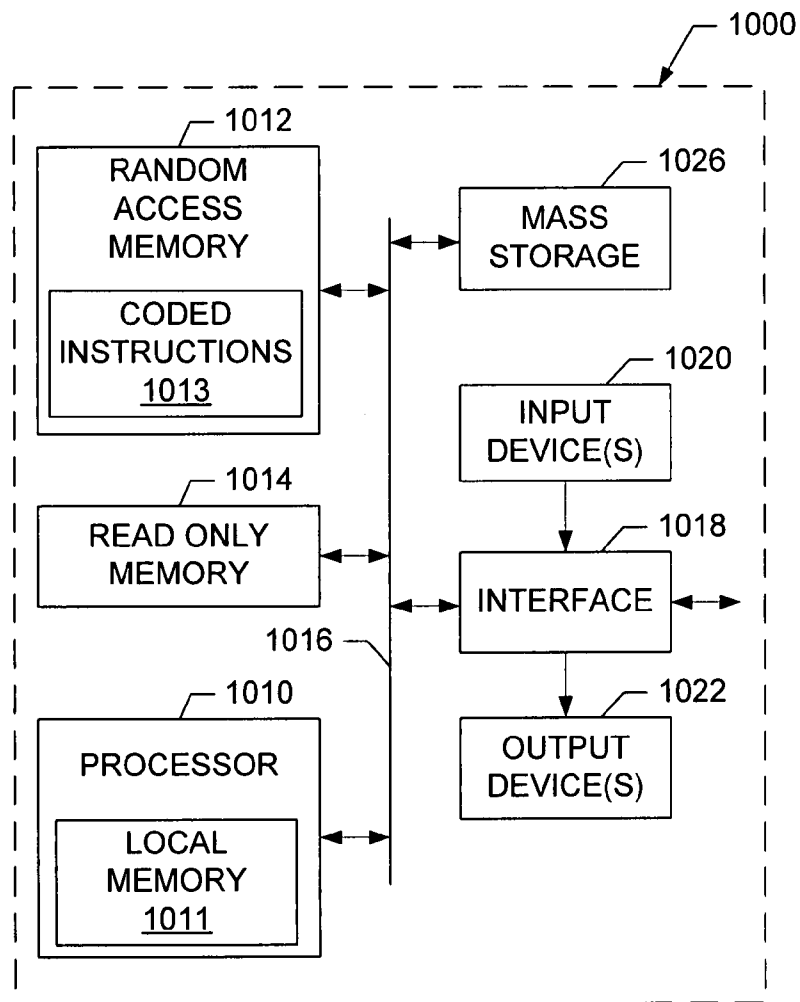 1000
1012
RANDOM
ACCESS
MEMORY
CODED
INSTRUCTIONS
1013
1026
MASS
STORAGE
1020
INPUT
DEVICE(S)
1014
READ ONLY
MEMORY
1018
INTERFACE
1016
1010
PROCESSOR
LOCAL
MEMORY
1011
1022
OUTPUT
DEVICE(S)